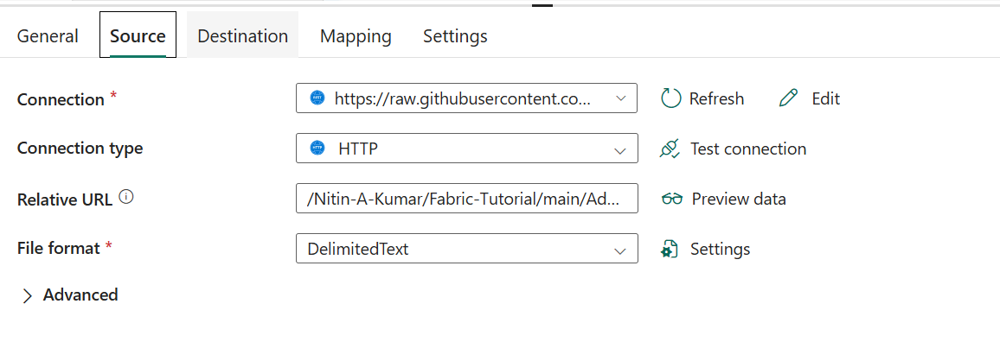 General Source Destination Mapping Settings
Connection * https://raw.githubusercontent.co... Refresh Edit
Connection type HTTP Test connection
Relative URL /Nitin-A-Kumar/Fabric-Tutorial/main/Ad... Preview data
File format * DelimitedText Settings
Advanced